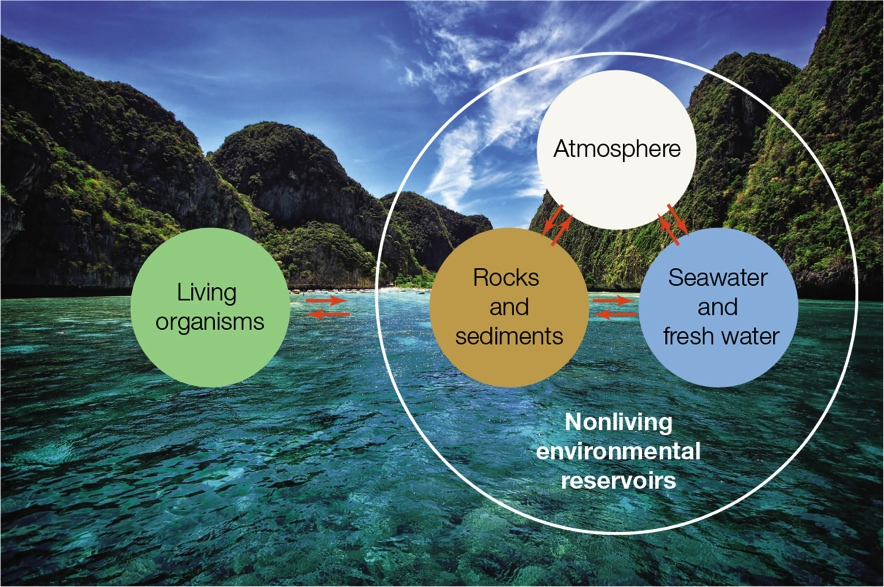 Atmosphere
Living
organisms
Rocks
and
sediments
Seawater
and
fresh water
Nonliving
environmental
reservoirs